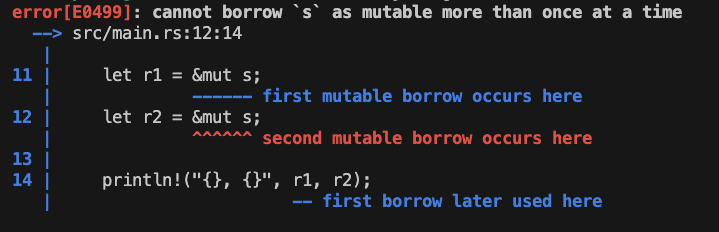 error[E0499]: cannot borrow `s` as mutable more than once at a time
  --> src/main.rs:12:14
   |
11 |     let r1 = &mut s;
   |              ------ first mutable borrow occurs here
12 |     let r2 = &mut s;
   |              ^^^^^^ second mutable borrow occurs here
13 |
14 |     println!("{}, {}", r1, r2);
   |                        -- first borrow later used here